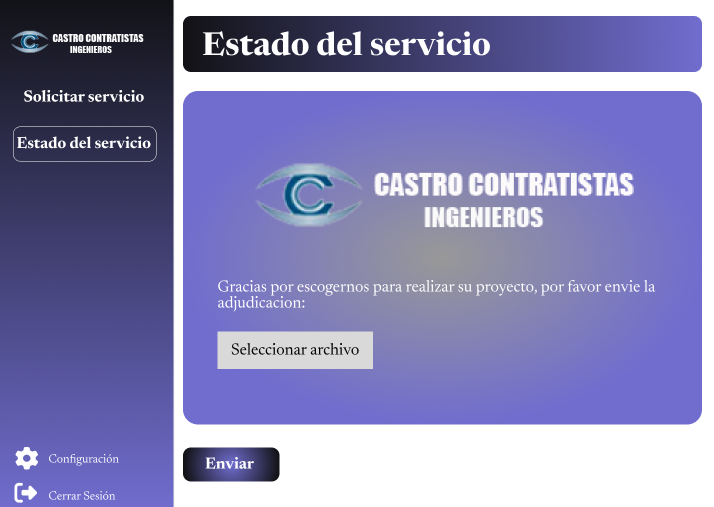 CASTRO CONTRATISTAS
INGENIEROS
Solicitar servicio
Estado del servicio
Configuración
Cerrar Sesión
Estado del servicio
CASTRO CONTRATISTAS
INGENIEROS
Gracias por escogernos para realizar su proyecto, por favor envie la
adjudicacion:
Seleccionar archivo
Enviar